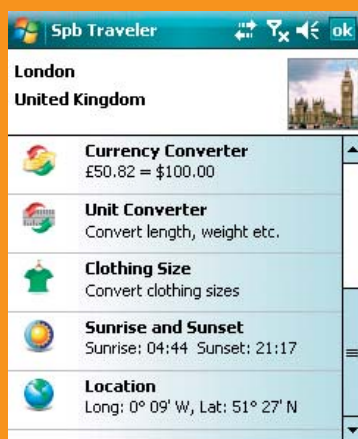 Spb Traveler
ok
London
United Kingdom
Currency Converter
£50.82 = $100.00
Unit Converter
Convert length, weight etc.
Clothing Size
Convert clothing sizes
Sunrise and Sunset
Sunrise: 04:44 Sunset: 21:17
Location
Long: 0° 09' W, Lat: 51° 27' N